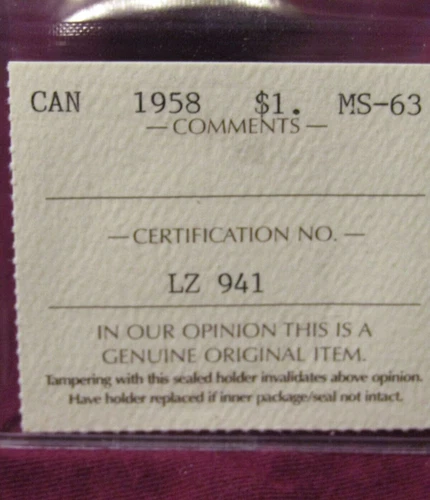 CAN 1958 $1. MS-63
— COMMENTS —
— CERTIFICATION NO. —
LZ 941
IN OUR OPINION THIS IS A
GENUINE ORIGINAL ITEM.
Tampering with this sealed holder invalidates above opinion.
Have holder replaced if inner package/seal not intact.